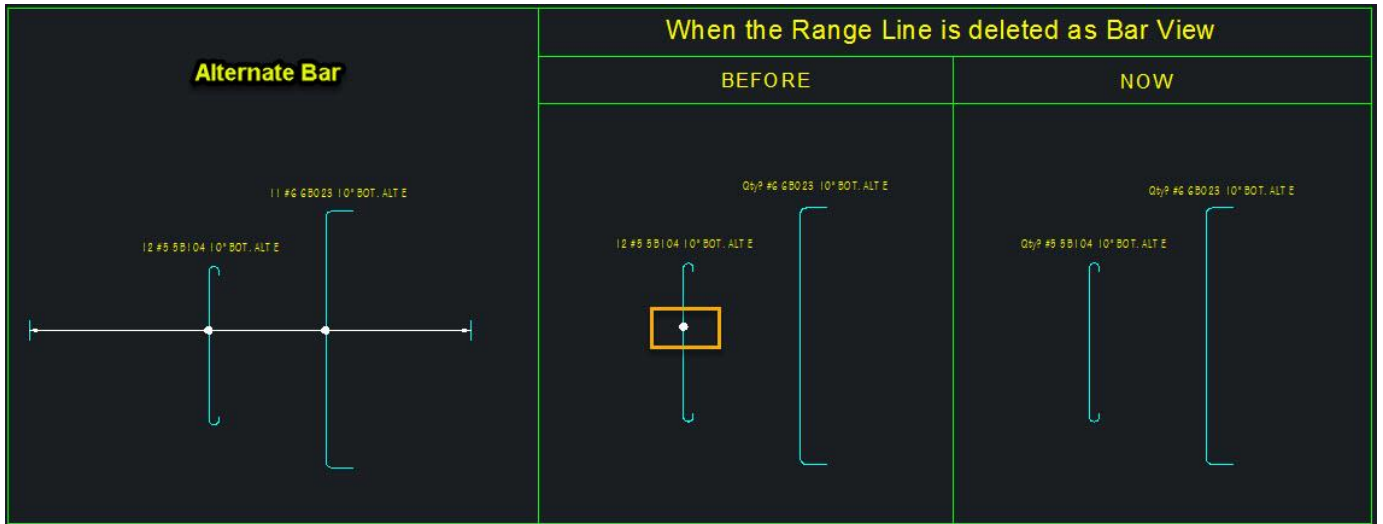 When the Range Line is deleted as Bar View
Alternate Bar
BEFORE
NOW
11 #6 6B023 10" BOT. ALT E
12 #5 5B104 10" BOT. ALT E
Qty? #6 6B023 10" BOT. ALT E
12 #5 5B104 10" BOT. ALT E
Qty? #6 6B023 10" BOT. ALT E
Qty? #5 5B104 10" BOT. ALT E